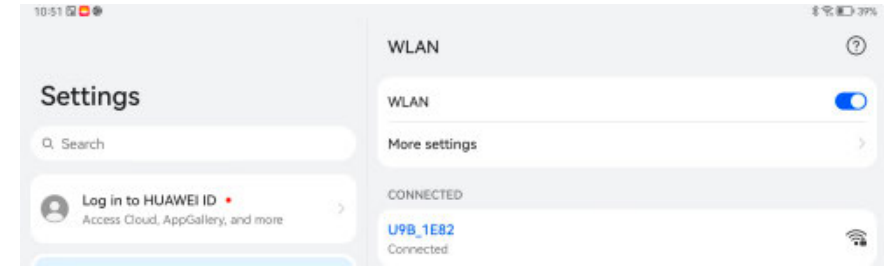 10:51
39%
Settings
Search
Log in to HUAWEI ID
Access Cloud, AppGallery, and more
WLAN
WLAN
More settings
CONNECTED
U9B_1E82
Connected